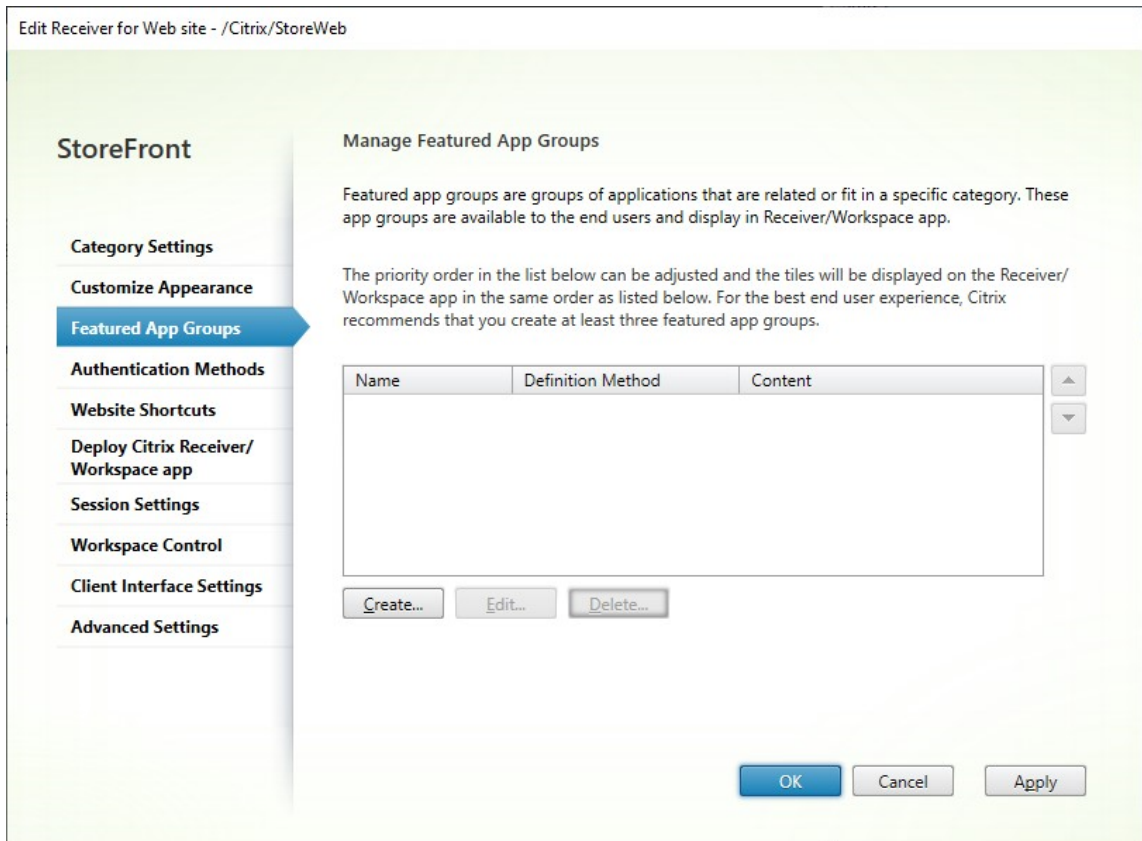 Edit Receiver for Web site - /Citrix/StoreWeb
StoreFront
Category Settings
Customize Appearance
Featured App Groups
Authentication Methods
Website Shortcuts
Deploy Citrix Receiver/
Workspace app
Session Settings
Workspace Control
Client Interface Settings
Advanced Settings
Manage Featured App Groups
Featured app groups are groups of applications that are related or fit in a specific category. These
app groups are available to the end users and display in Receiver/Workspace app.
The priority order in the list below can be adjusted and the tiles will be displayed on the Receiver/
Workspace app in the same order as listed below. For the best end user experience, Citrix
recommends that you create at least three featured app groups.
Name Definition Method Content
Create... Edit... Delete...
OK Cancel Apply